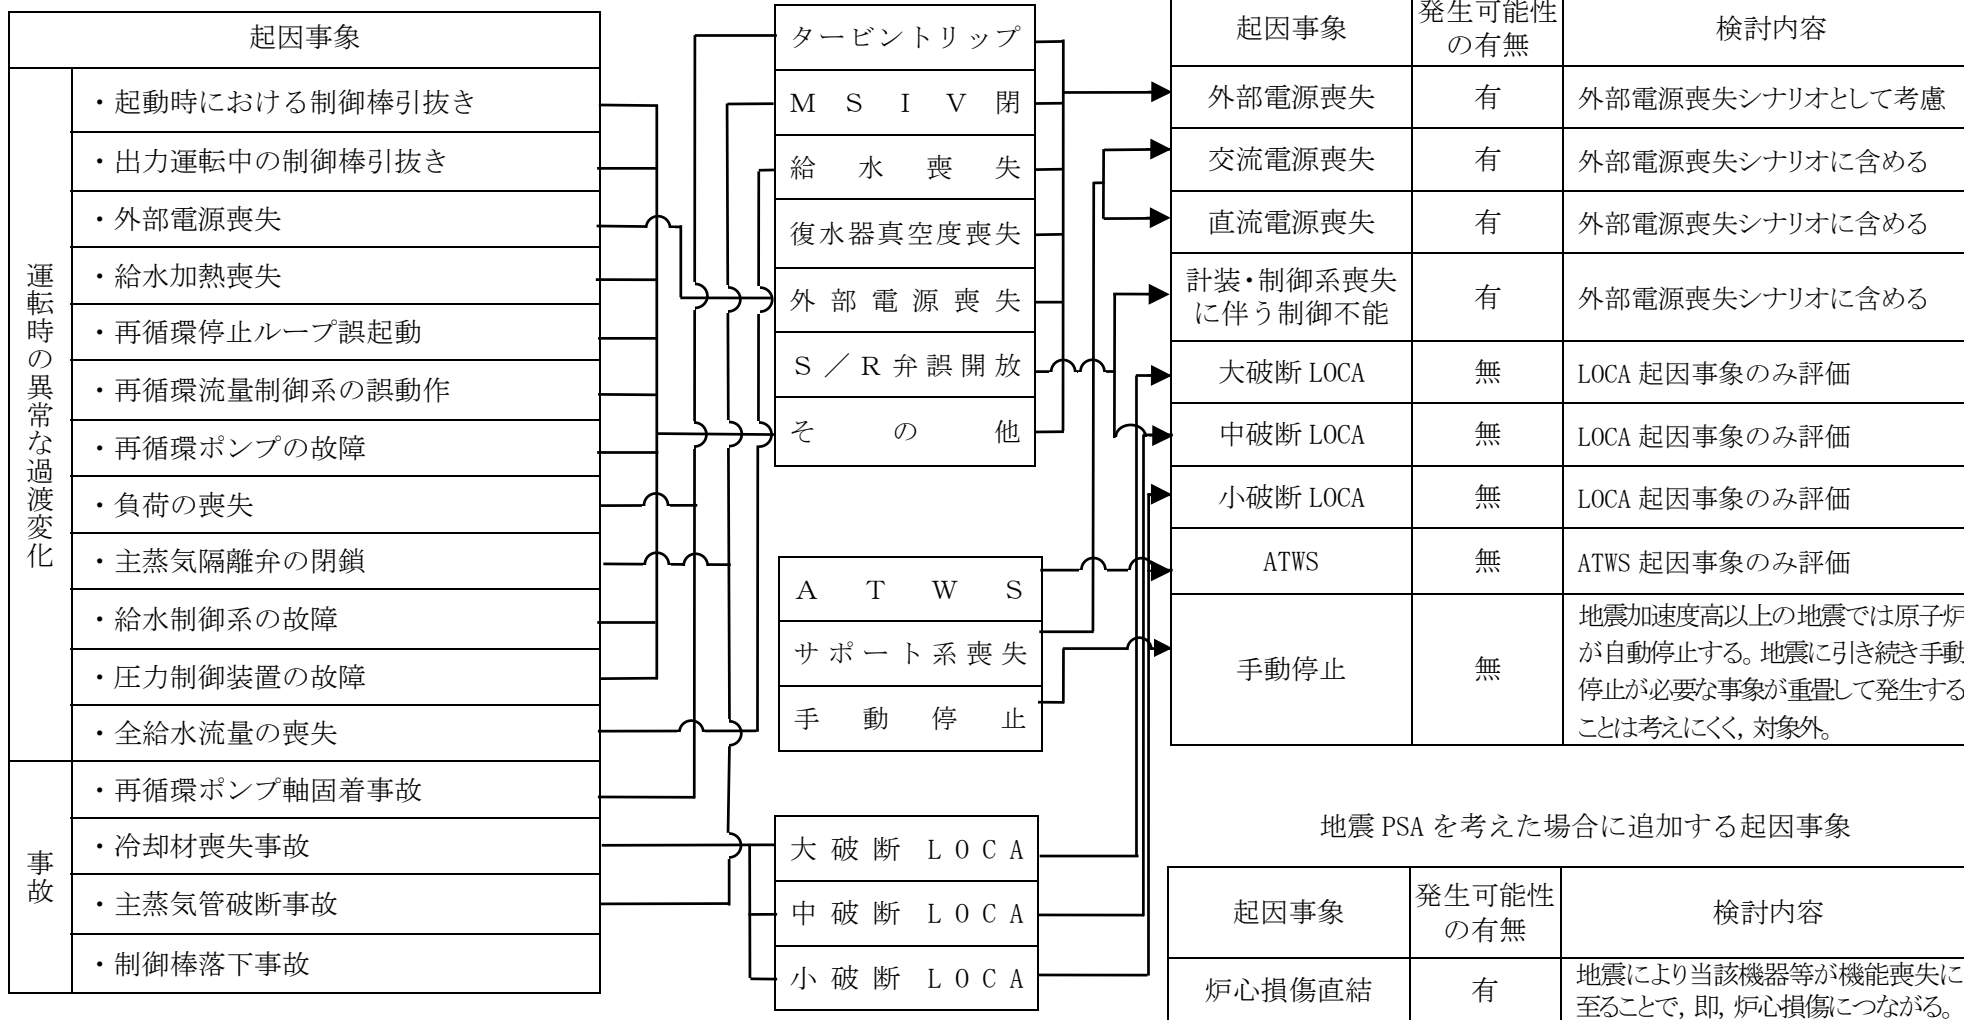 起因事象
運転時の異常な過渡変化
・起動時における制御棒引抜き
・出力運転中の制御棒引抜き
・外部電源喪失
・給水加熱喪失
・再循環停止ループ誤起動
・再循環流量制御系の誤動作
・再循環ポンプの故障
・負荷の喪失
・主蒸気隔離弁の閉鎖
・給水制御系の故障
・圧力制御装置の故障
・全給水流量の喪失
事故
・再循環ポンプ軸固着事故
・冷却材喪失事故
・主蒸気管破断事故
・制御棒落下事故
タービントリップ
ＭＳＩＶ閉
給水喪失
復水器真空度喪失
外部電源喪失
Ｓ／Ｒ弁誤開放
その他
ＡＴＷＳ
サポート系喪失
手動停止
大破断ＬＯＣＡ
中破断ＬＯＣＡ
小破断ＬＯＣＡ
起因事象 発生可能性 検討内容
の有無
外部電源喪失 有 外部電源喪失シナリオとして考慮
交流電源喪失 有 外部電源喪失シナリオに含める
直流電源喪失 有 外部電源喪失シナリオに含める
計装・制御系喪失
に伴う制御不能 有 外部電源喪失シナリオに含める
大破断 LOCA 無 LOCA 起因事象のみ評価
中破断 LOCA 無 LOCA 起因事象のみ評価
小破断 LOCA 無 LOCA 起因事象のみ評価
ATWS 無 ATWS 起因事象のみ評価
手動停止 無 地震加速度高以上の地震では原子炉
が自動停止する。地震に引き続き手動
停止が必要な事象が重畳して発生する
ことは考えにくく，対象外。
地震 PSA を考えた場合に追加する起因事象
起因事象 発生可能性 検討内容
の有無
炉心損傷直結 有 地震により当該機器等が機能喪失に
至ることで，即，炉心損傷につながる。